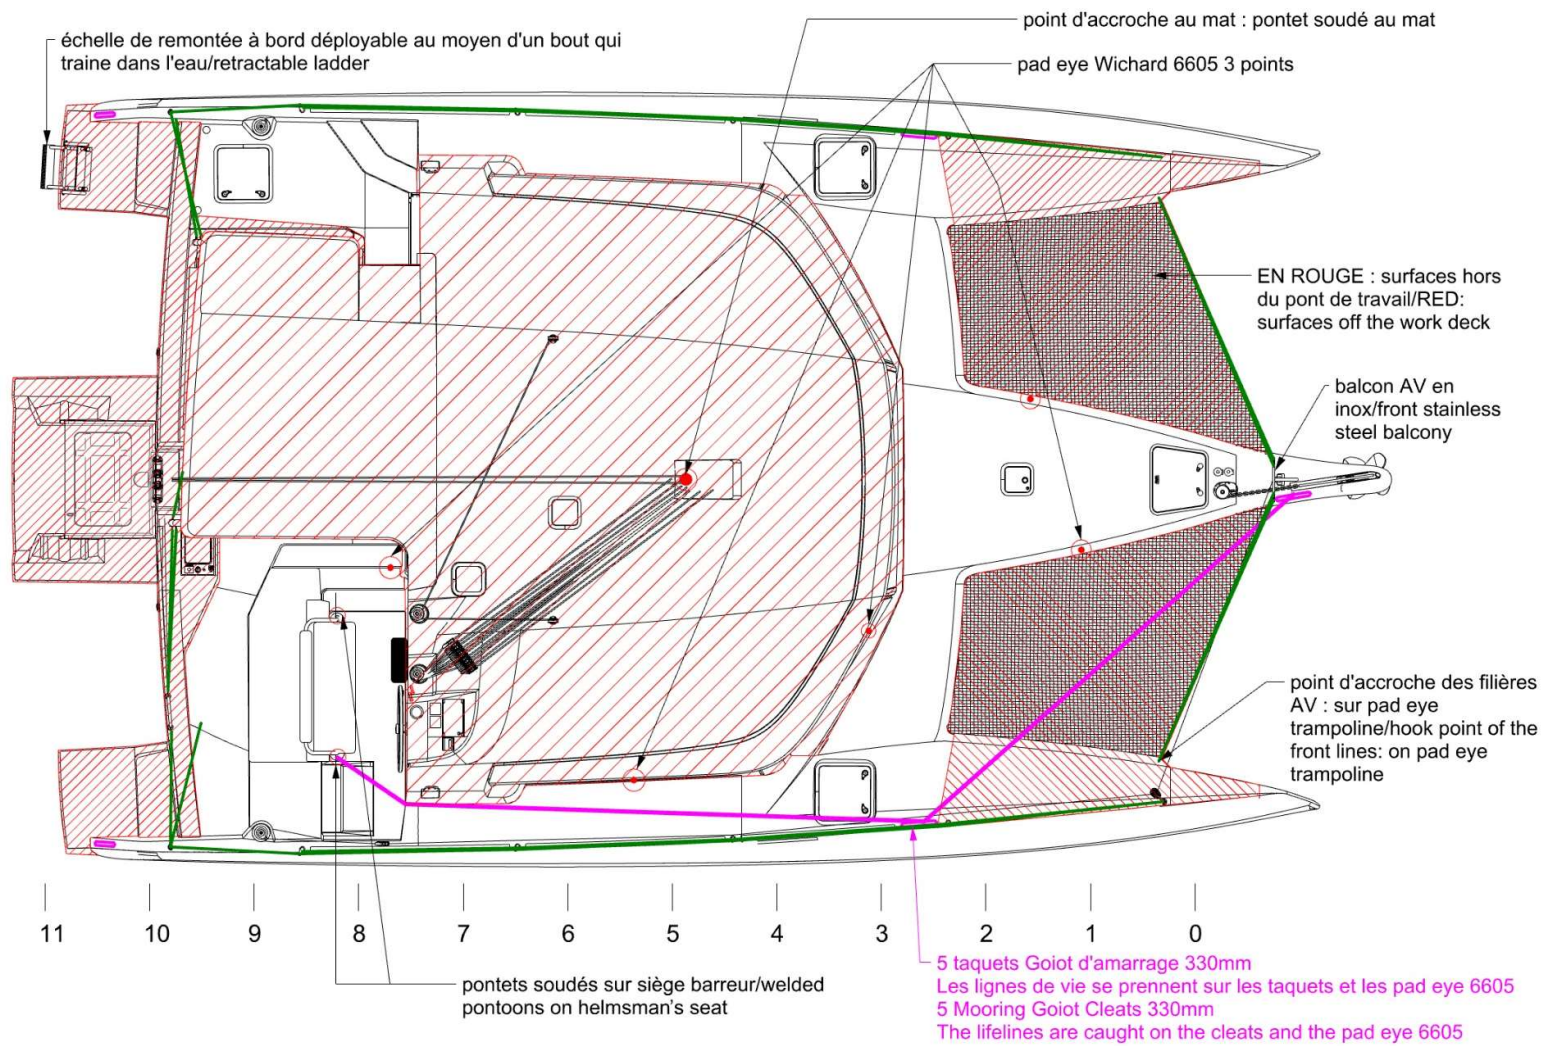 point d'accroche au mat : pontet soudé au mat
échelle de remontée à bord déployable au moyen d'un bout qui
traine dans l'eau/retractable ladder
pad eye Wichard 6605 3 points
EN ROUGE : surfaces hors
du pont de travail/RED:
surfaces off the work deck
balcon AV en
inox/front stainless
steel balcony
point d'accroche des filières
AV : sur pad eye
trampoline/hook point of the
front lines: on pad eye
trampoline
11 10 9 8 7 6 5 4 3 2 1 0
pontets soudés sur siège barreur/welded
pontoons on helmsman's seat
5 taquets Goiot d'amarrage 330mm
Les lignes de vie se prennent sur les taquets et les pad eye 6605
5 Mooring Goiot Cleats 330mm
The lifelines are caught on the cleats and the pad eye 6605